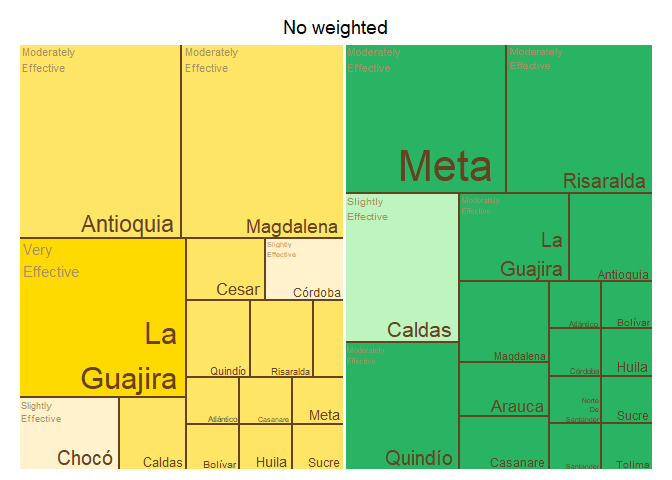 No weighted
Moderately
Effective
Antioquia
Moderately
Effective
Magdalena
Very
Effective
La
Guajira
Cesar
Slightly
Effective
Córdoba
Quindío
Risaralda
Slightly
Effective
Chocó
Caldas
Atlántico
Casanare
Meta
Bolívar
Huila
Sucre
Moderately
Effective
Meta
Moderately
Effective
Risaralda
Slightly
Effective
Caldas
Moderately
Effective
La
Guajira
Antioquia
Moderately
Effective
Quindío
Magdalena
Arauca
Casanare
Atlántico
Bolívar
Córdoba
Huila
Norte
De
Santander
Sucre
Santander
Tolima